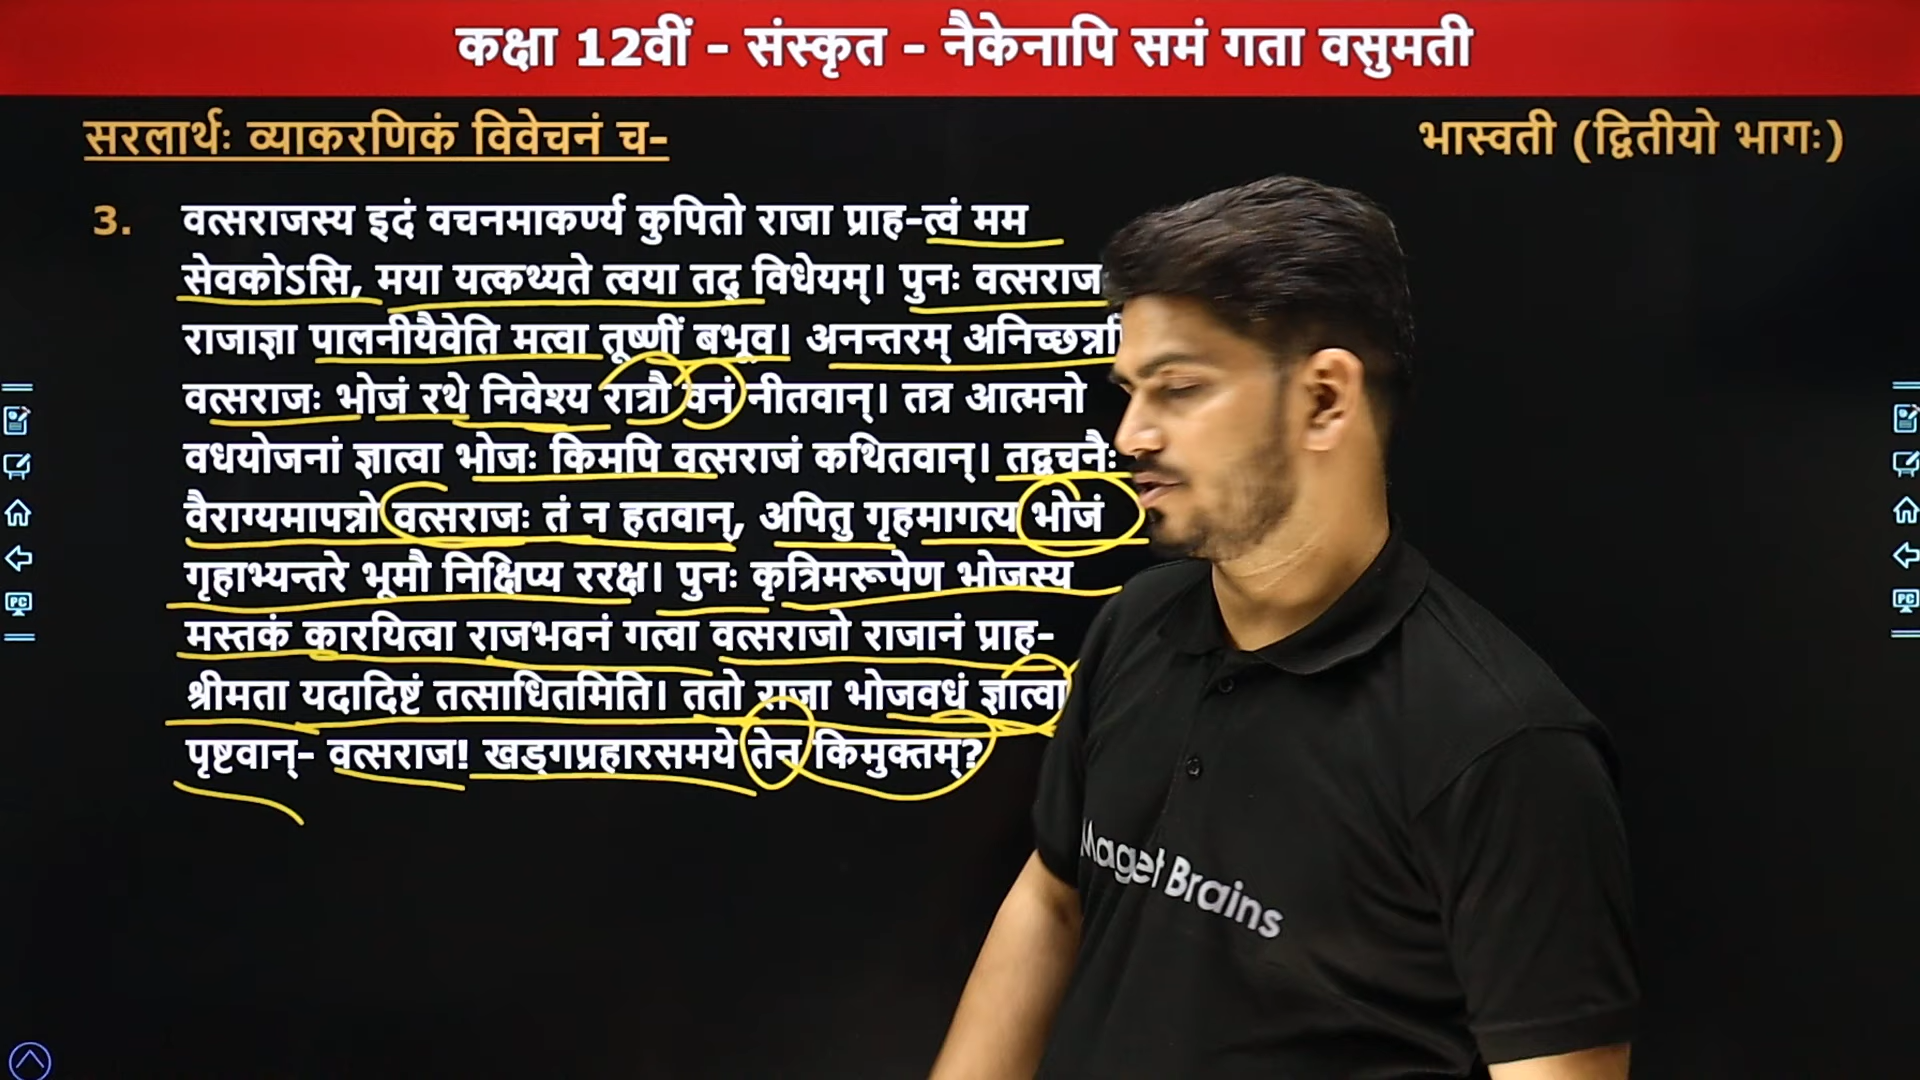 कक्षा 12वीं - संस्कृत - नैकेनापि समं गता वसुमती
सरलार्थः व्याकरणिकं विवेचनं च-
भास्वती (द्वितीयो भागः)
3. वत्सराजस्य इदं वचनमाकर्ण्य कुपितो राजा प्राह-त्वं मम
सेवकोऽसि, मया यत्कथ्यते त्वया तद् विधेयम्। पुनः वत्सराज
राजाज्ञा पालनीयैवेति मत्वा तूष्णीं बभूव। अनन्तरम्
वत्सराजः भोजं रथे निवेश्य रात्रौ वनं नीतवान्। तत्र आत्मनो
वधयोजनां ज्ञात्वा भोजः किमपि वत्सराजं कथितवान्। तद्वचनैः
वैराग्यमापन्नो वत्सराजः तं न हतवान्, अपितु गृहमागत्य भोजं
गृहाभ्यन्तरे भूमौ निक्षिप्य ररक्ष। पुनः कृत्रिमरूपेण भोजस्य
मस्तकं कारयित्वा राजभवनं गत्वा वत्सराजो राजानं प्राह-
श्रीमता यदादिष्टं तत्साधितमिति। ततो राजा भोजवधं ज्ञात्वा
पृष्टवान्- वत्सराज! खड्गप्रहारसमये तेन किमुक्तम्?
Maget Brains
PC
PC